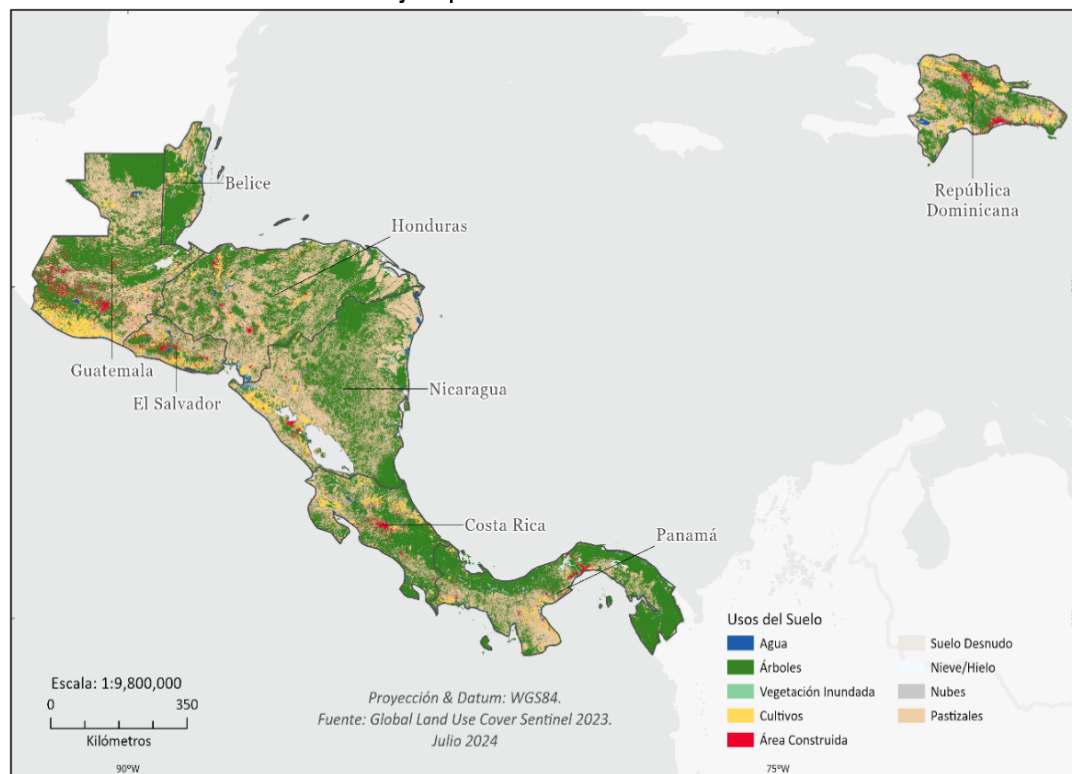 Belice
República
Dominicana
Honduras
Guatemala
El Salvador
Nicaragua
Costa Rica
Panamá
Usos del Suelo
Agua
Árboles
Vegetación Inundada
Cultivos
Área Construida
Suelo Desnudo
Nieve/Hielo
Nubes
Pastizales
Escala: 1:9,800,000
0 350
Kilómetros
Proyección & Datum: WGS84.
Fuente: Global Land Use Cover Sentinel 2023.
Julio 2024
90°W 75°W